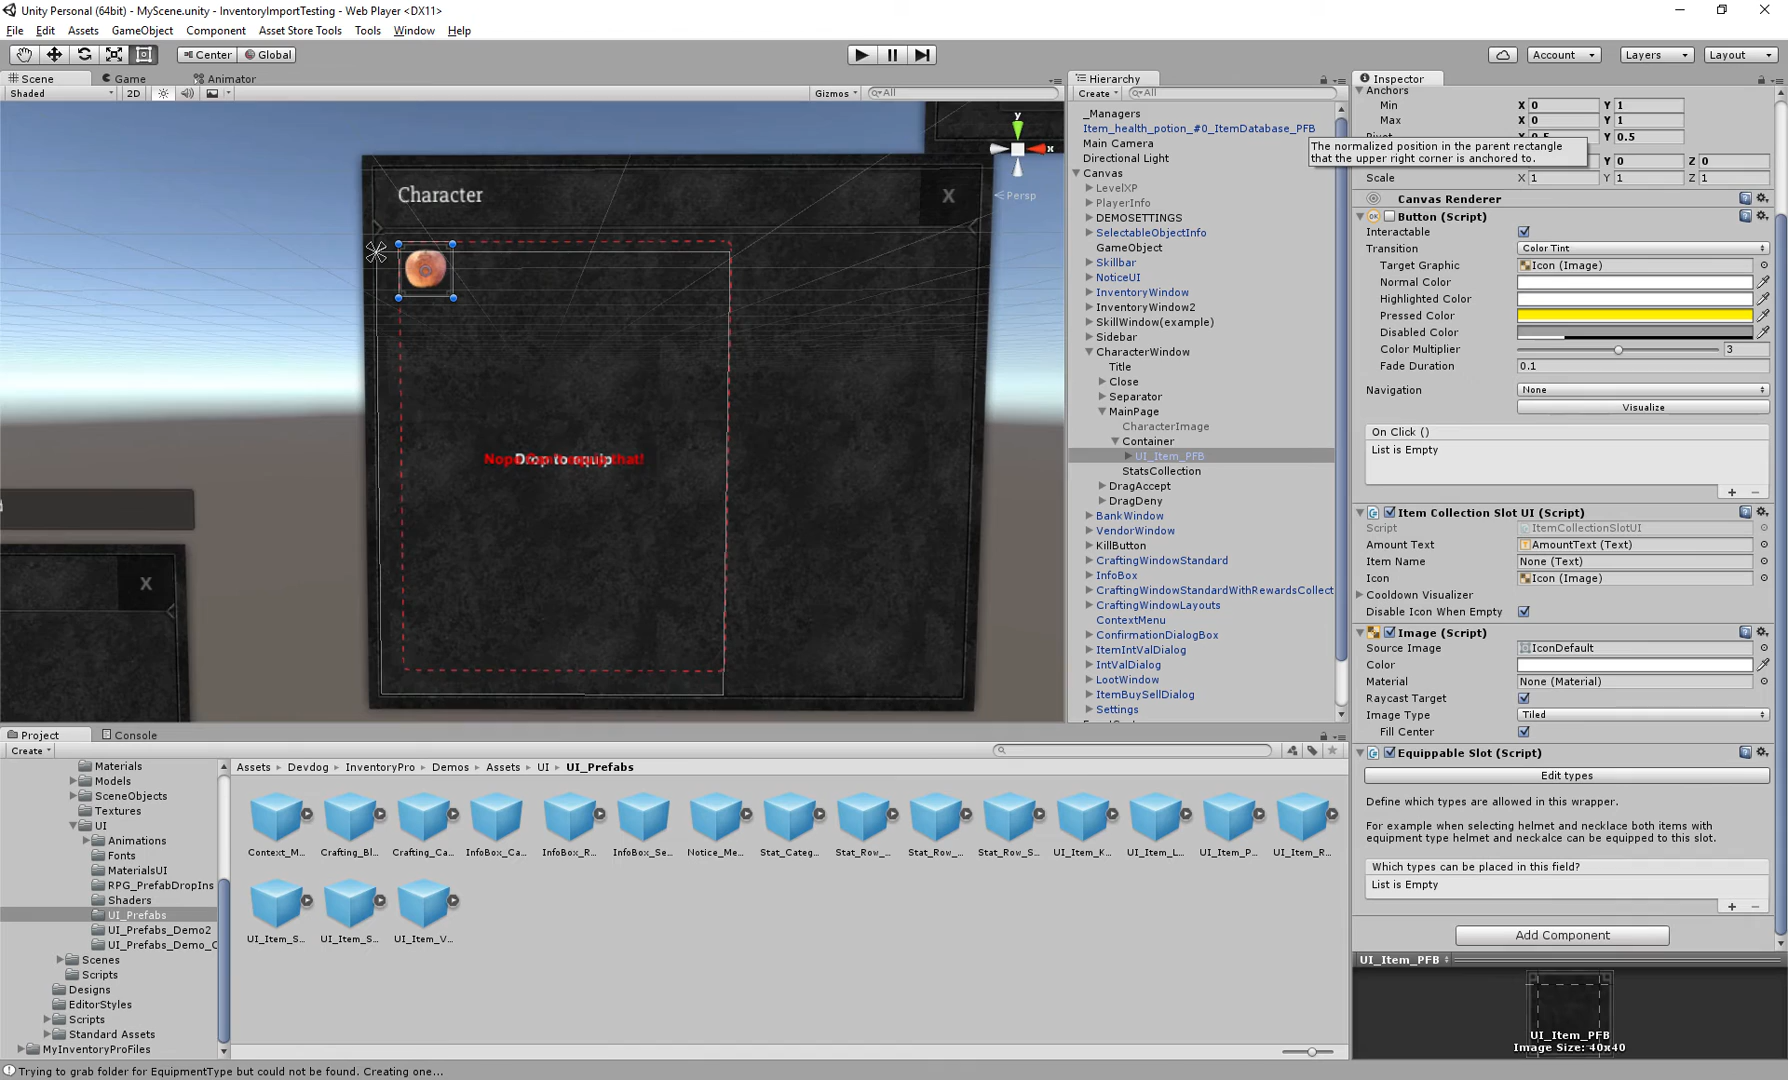 Unity Personal (64bit) - MyScene.unity - InventoryImportTesting - Web Player <DX11>
File Edit Assets GameObject Component Asset Store Tools Tools Window Help
Center Global Account Layers Layout
Scene Game Animator
Shaded 2D Gizmos All
y
x
Persp
Character
X
Drop to equip
X
Hierarchy
Create All
_Managers
Item_health_potion_#0_ItemDatabase_PFB
Main Camera
Directional Light
Canvas
LevelXP
PlayerInfo
DEMOSETTINGS
SelectableObjectInfo
GameObject
Skillbar
NoticeUI
InventoryWindow
InventoryWindow2
SkillWindow(example)
Sidebar
CharacterWindow
Title
Close
Separator
MainPage
CharacterImage
Container
UI_Item_PFB
StatsCollection
DragAccept
DragDeny
BankWindow
VendorWindow
KillButton
CraftingWindowStandard
InfoBox
CraftingWindowStandardWithRewardsCollect
CraftingWindowLayouts
ContextMenu
ConfirmationDialogBox
ItemIntValDialog
IntValDialog
LootWindow
ItemBuySellDialog
Settings
Inspector
Anchors
Min X 0 Y 1
Max X 0 Y 1
Pivot X 0.5 Y 0.5
The normalized position in the parent rectangle
that the upper right corner is anchored to.
Y 0 Z 0
Scale X 1 Y 1 Z 1
Canvas Renderer
Button (Script)
Interactable
Transition Color Tint
Target Graphic Icon (Image)
Normal Color
Highlighted Color
Pressed Color
Disabled Color
Color Multiplier 3
Fade Duration 0.1
Navigation None
Visualize
On Click ()
List is Empty
Item Collection Slot UI (Script)
Script ItemCollectionSlotUI
Amount Text AmountText (Text)
Item Name None (Text)
Icon Icon (Image)
Cooldown Visualizer
Disable Icon When Empty
Image (Script)
Source Image IconDefault
Color
Material None (Material)
Raycast Target
Image Type Tiled
Fill Center
Equippable Slot (Script)
Edit types
Define which types are allowed in this wrapper.
For example when selecting helmet and necklace both items with
equipment type helmet and neckalce can be equipped to this slot.
Which types can be placed in this field?
List is Empty
Add Component
UI_Item_PFB
UI_Item_PFB
Image Size: 40x40
Project Console
Create
Materials
Models
SceneObjects
Textures
UI
Animations
Fonts
MaterialsUI
RPG_PrefabDropIns
Shaders
UI_Prefabs
UI_Prefabs_Demo2
UI_Prefabs_Demo_C
Scenes
Scripts
Designs
EditorStyles
Scripts
Standard Assets
MyInventoryProFiles
Assets Devdog InventoryPro Demos Assets UI UI_Prefabs
Context_M... Crafting_Bl... Crafting_Ca... InfoBox_Ca... InfoBox_R... InfoBox_Se... Notice_Me... Stat_Categ... Stat_Row_... Stat_Row_... Stat_Row_S... UI_Item_K... UI_Item_L... UI_Item_P... UI_Item_R...
UI_Item_S... UI_Item_S... UI_Item_V...
Trying to grab folder for EquipmentType but could not be found. Creating one...